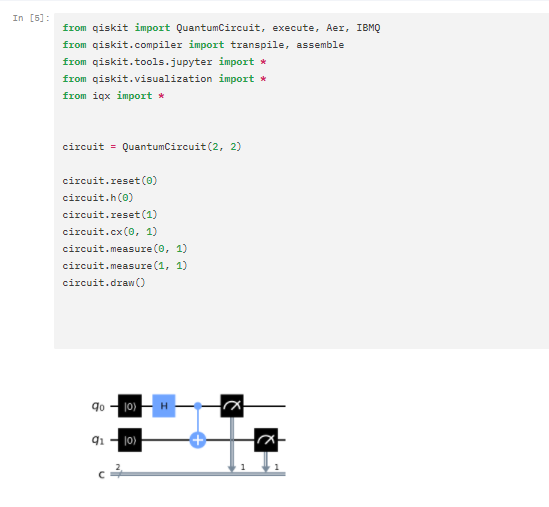 In [5]:
from qiskit import QuantumCircuit, execute, Aer, IBMQ
from qiskit.compiler import transpile, assemble
from qiskit.tools.jupyter import *
from qiskit.visualization import *
from iqx import *
circuit = QuantumCircuit(2, 2)
circuit.reset(0)
circuit.h(0)
circuit.reset(1)
circuit.cx(0, 1)
circuit.measure(0, 1)
circuit.measure(1, 1)
circuit.draw()
q0 |0⟩ H
q1 |0⟩
c 2 1 1